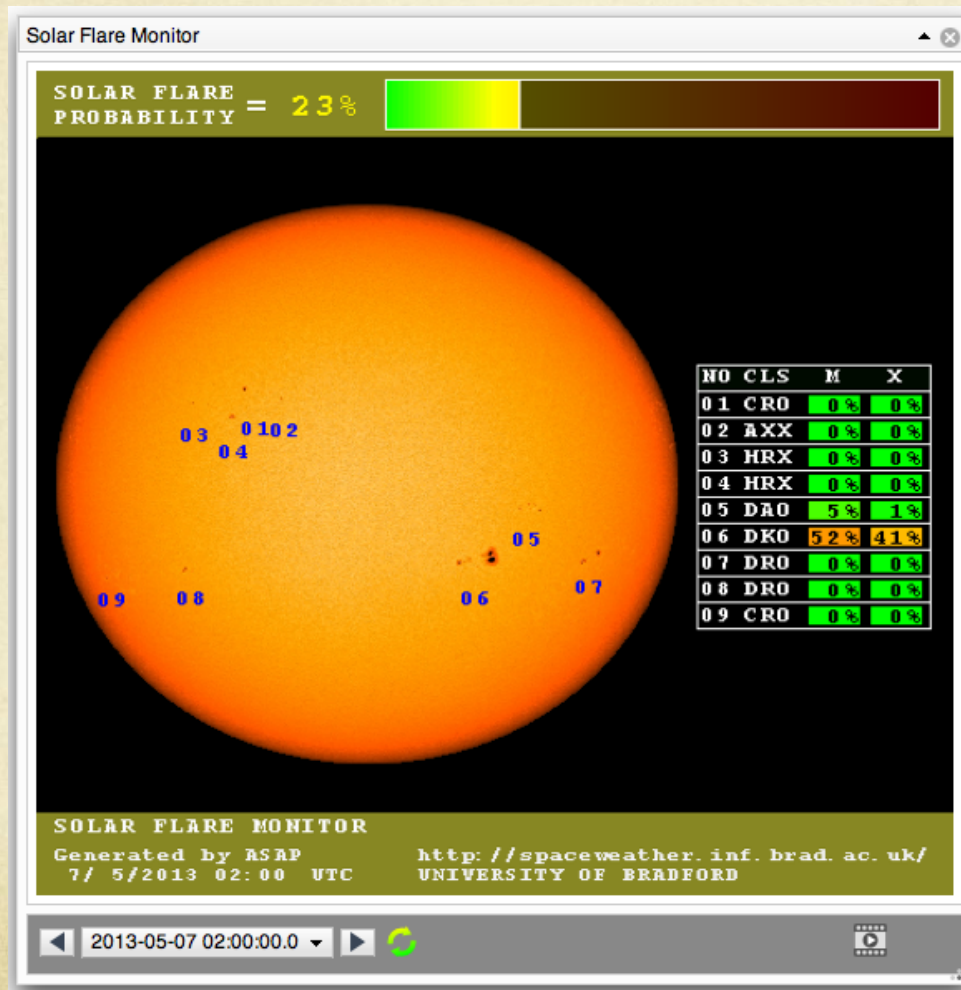 Solar Flare Monitor
SOLAR FLARE
PROBABILITY = 23%
NO CLS M X
01 CRO 0% 0%
02 AXX 0% 0%
03 HRX 0% 0%
04 HRX 0% 0%
05 DAO 5% 1%
06 DKO 52% 41%
07 DRO 0% 0%
08 DRO 0% 0%
09 CRO 0% 0%
03 01 02
04
05
09 08 06 07
SOLAR FLARE MONITOR
Generated by ASAP http://spaceweather.inf.brad.ac.uk/
7/ 5/2013 02:00 UTC UNIVERSITY OF BRADFORD
2013-05-07 02:00:00.0